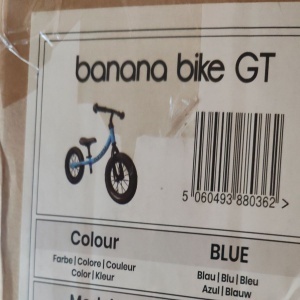 banana bike GT
5 060493 880362 >
Colour
Farbe | Colore | Couleur
Color | Kleur
BLUE
Blau | Blu | Bleu
Azul | Blauw